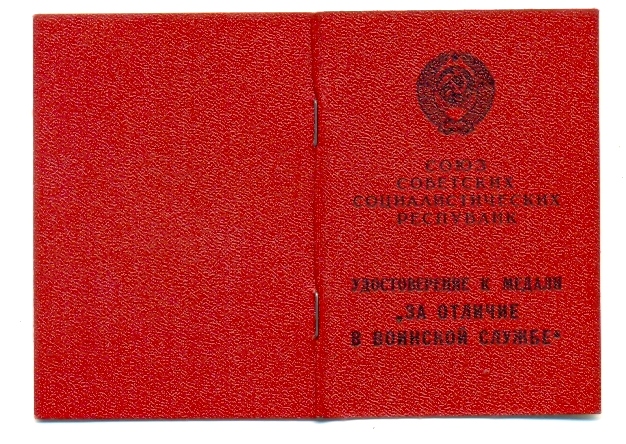 СОЮЗ
СОВЕТСКИХ
СОЦИАЛИСТИЧЕСКИХ
РЕСПУБЛИК
УДОСТОВЕРЕНИЕ К МЕДАЛИ
„ЗА ОТЛИЧИЕ
В ВОИНСКОЙ СЛУЖБЕ“